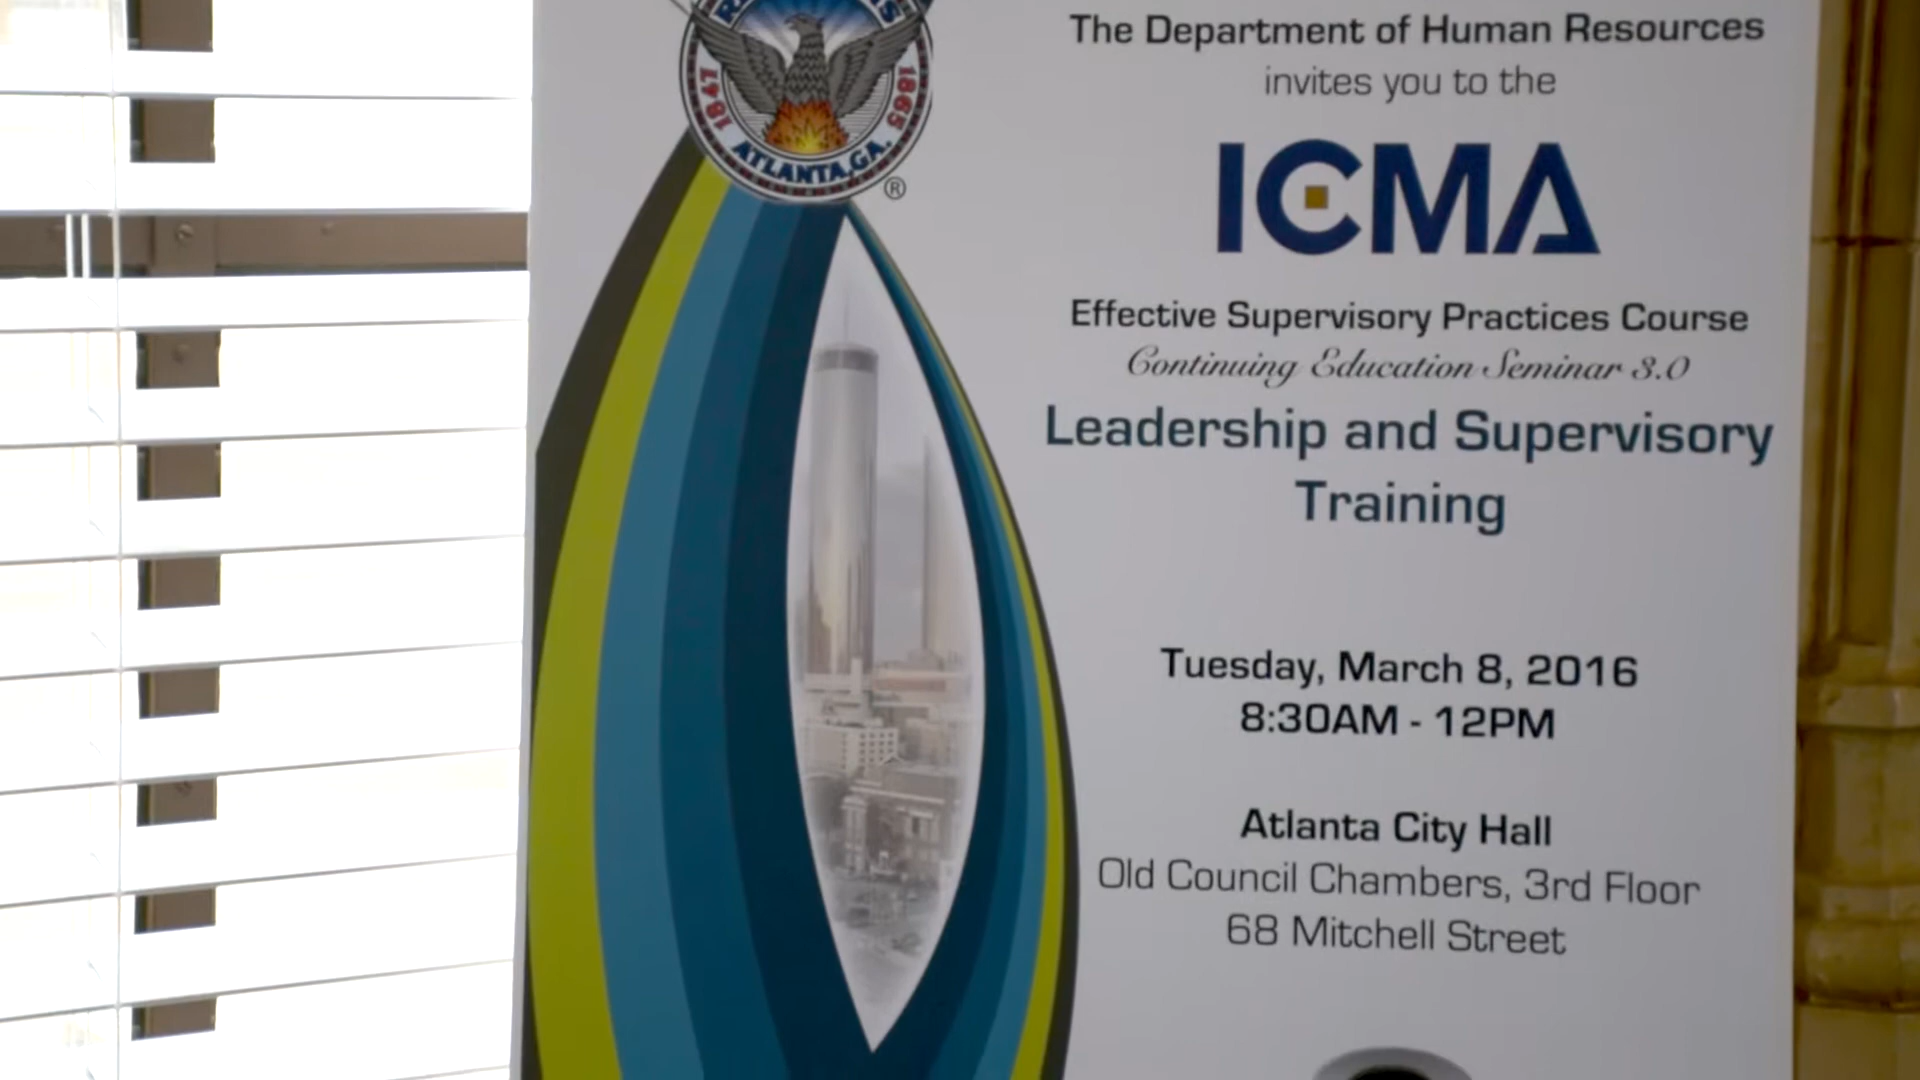 1847
1865
ATLANTA, GA.
®
The Department of Human Resources
invites you to the
ICMA
Effective Supervisory Practices Course
Continuing Education Seminar 3.0
Leadership and Supervisory
Training
Tuesday, March 8, 2016
8:30AM - 12PM
Atlanta City Hall
Old Council Chambers, 3rd Floor
68 Mitchell Street